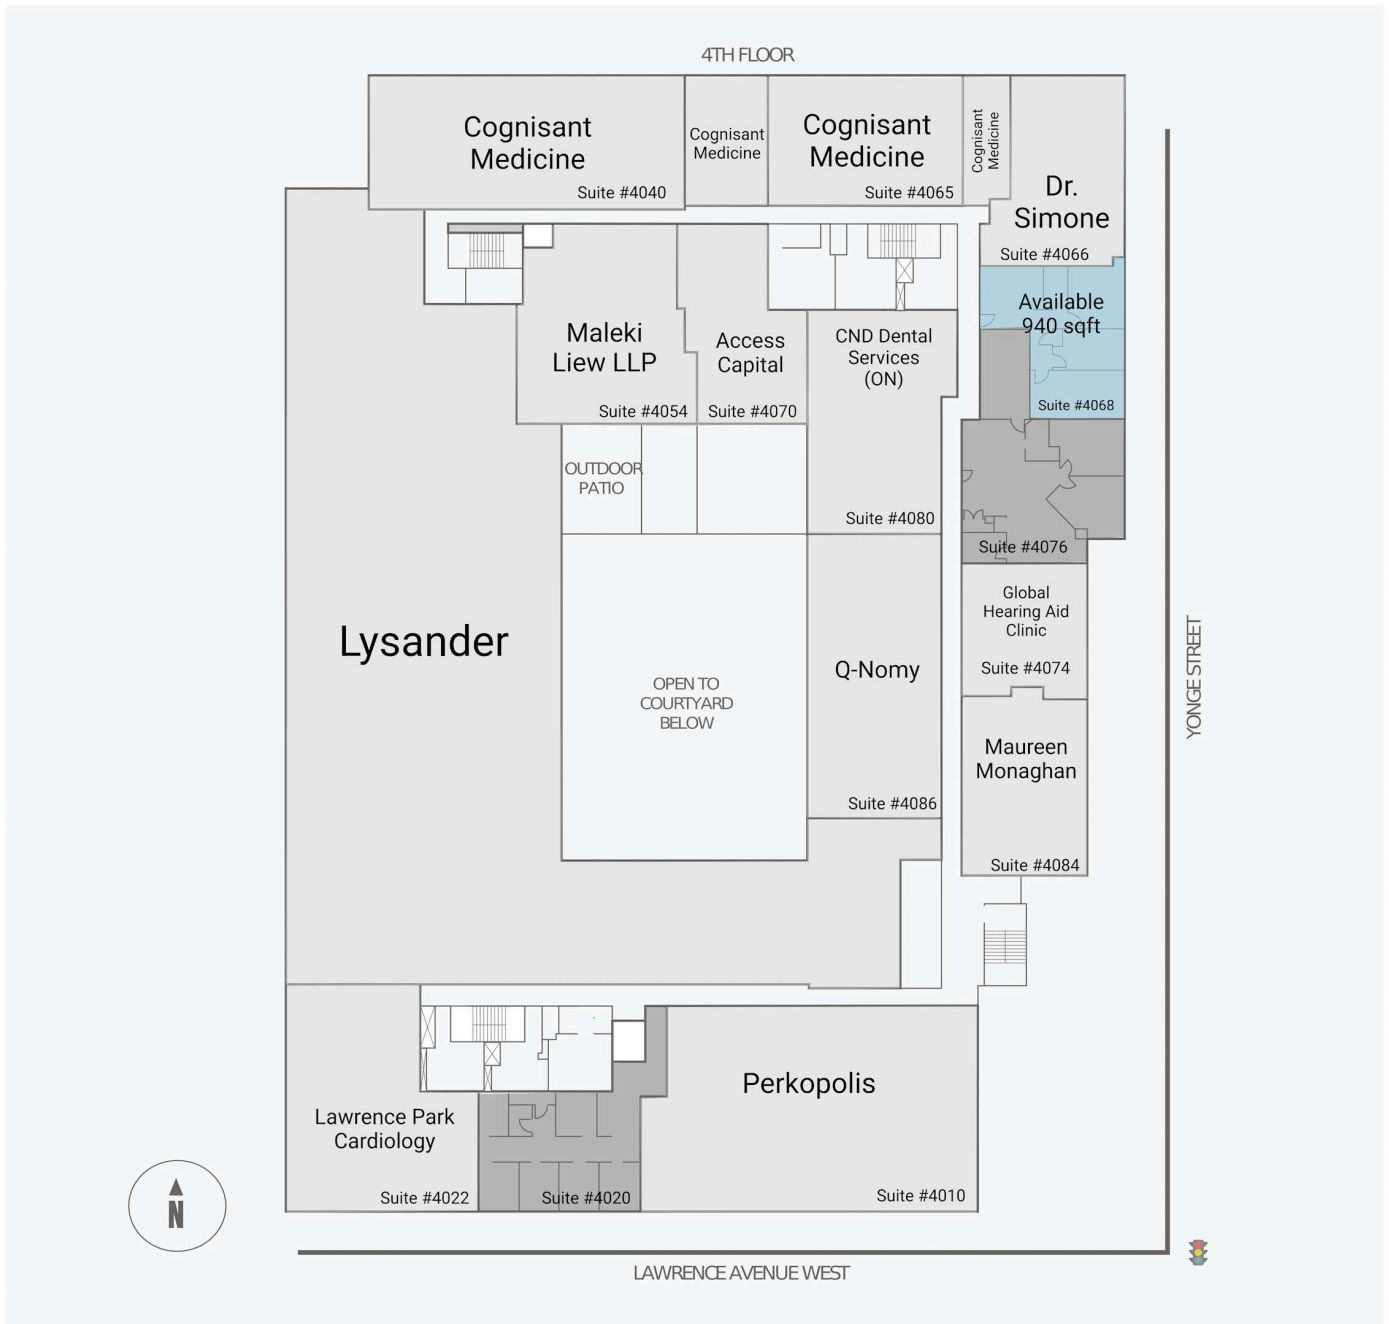 4TH FLOOR
Cognisant
Medicine
Suite #4040
Cognisant
Medicine
Cognisant
Medicine
Suite #4065
Cognisant
Medicine
Dr.
Simone
Suite #4066
Available
940 sqft
Suite #4068
Maleki
Liew LLP
Suite #4054
Access
Capital
Suite #4070
CND Dental
Services
(ON)
Suite #4080
OUTDOOR
PATIO
Suite #4076
Global
Hearing Aid
Clinic
Suite #4074
Lysander
OPEN TO
COURTYARD
BELOW
Q-Nomy
Suite #4086
YONGE STREET
Maureen
Monaghan
Suite #4084
Perkopolis
Suite #4010
Lawrence Park
Cardiology
Suite #4022
Suite #4020
N
LAWRENCE AVENUE WEST